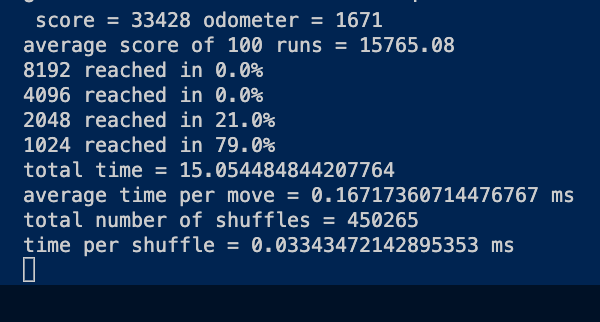 score = 33428 odometer = 1671
average score of 100 runs = 15765.08
8192 reached in 0.0%
4096 reached in 0.0%
2048 reached in 21.0%
1024 reached in 79.0%
total time = 15.054484844207764
average time per move = 0.16717360714476767 ms
total number of shuffles = 450265
time per shuffle = 0.03343472142895353 ms